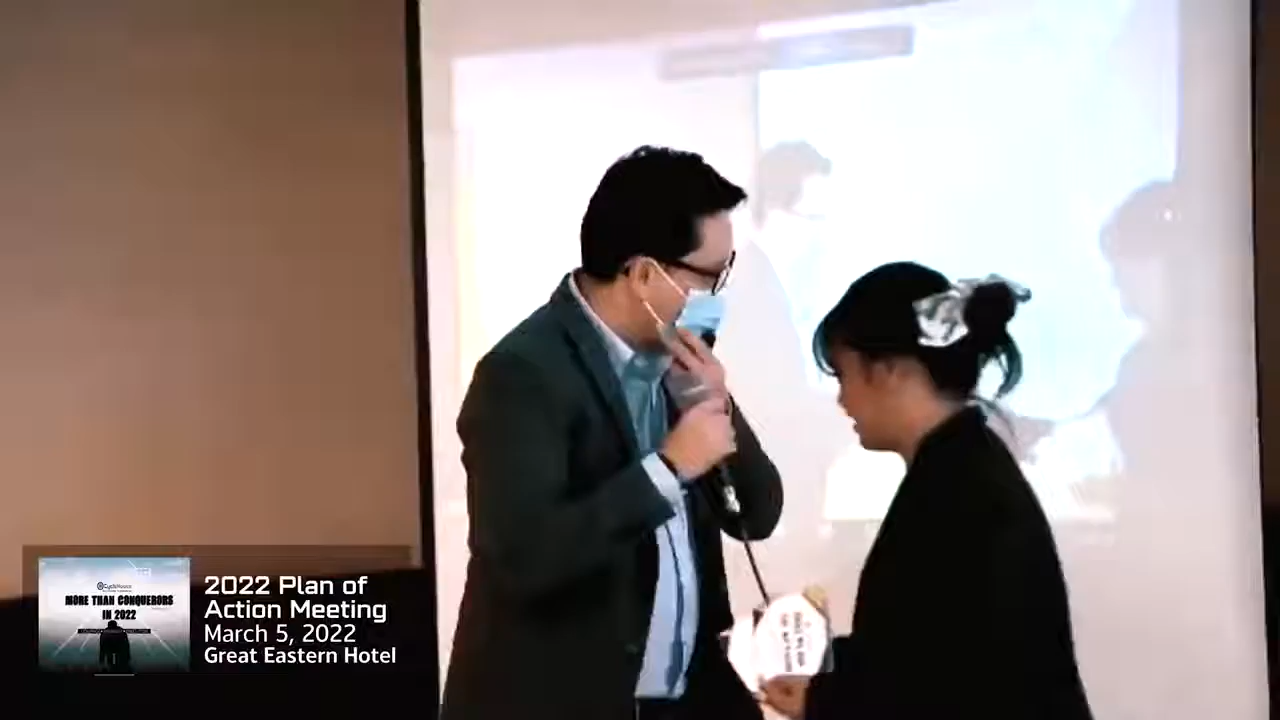 MORE THAN CONQUERORS
IN 2022
2022 Plan of
Action Meeting
March 5, 2022
Great Eastern Hotel